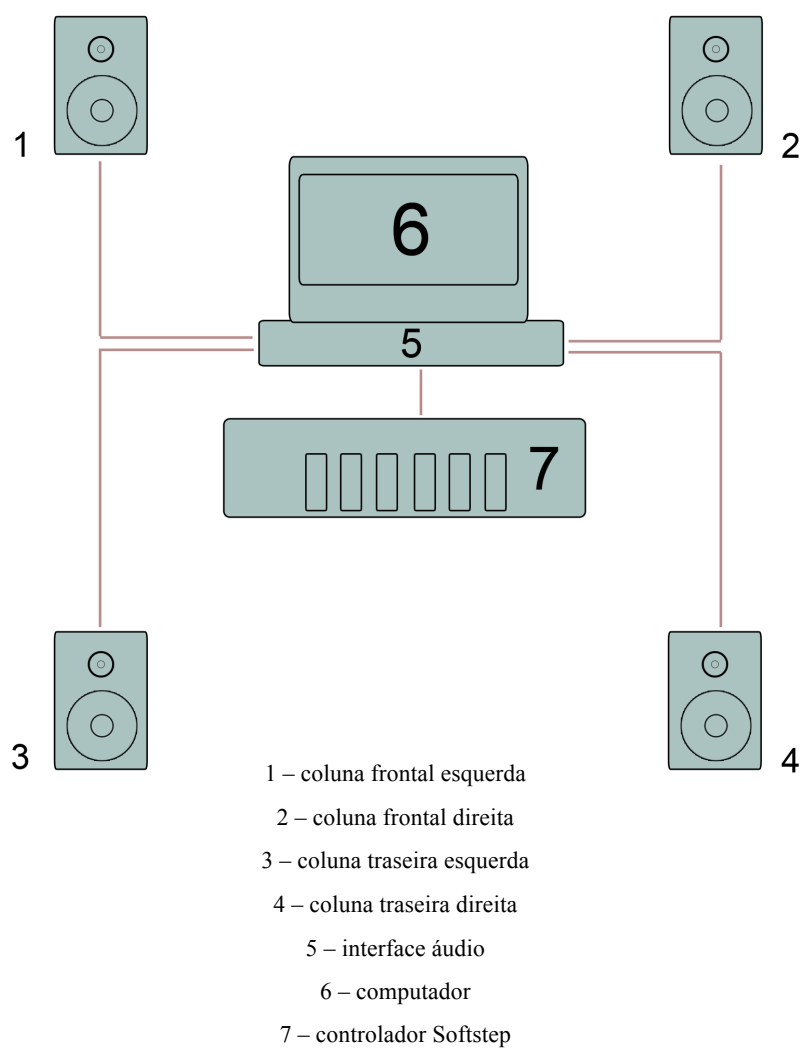 1
2
6
5
7
3
4
1 – coluna frontal esquerda
2 – coluna frontal direita
3 – coluna traseira esquerda
4 – coluna traseira direita
5 – interface áudio
6 – computador
7 – controlador Softstep